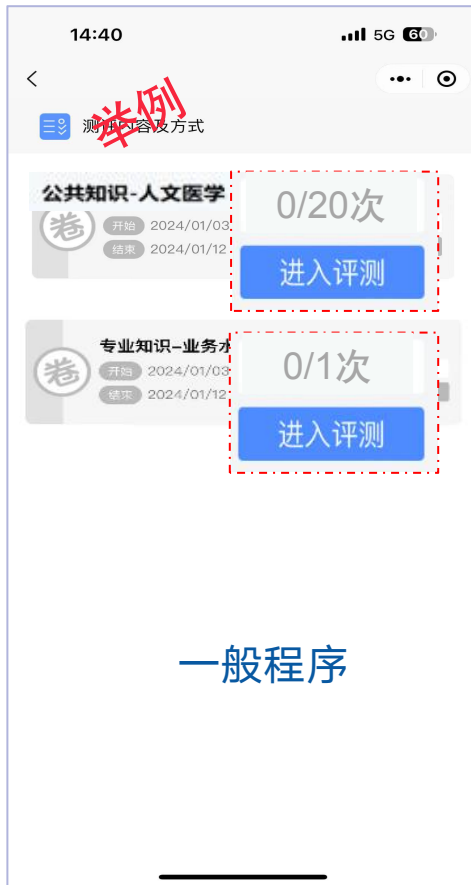 14:40
5G 60
举例
测评内容及方式
公共知识-人文医学
0/20次
卷
开始 2024/01/03
结束 2024/01/12
进入评测
专业知识-业务水
0/1次
卷
开始 2024/01/03
结束 2024/01/12
进入评测
一般程序